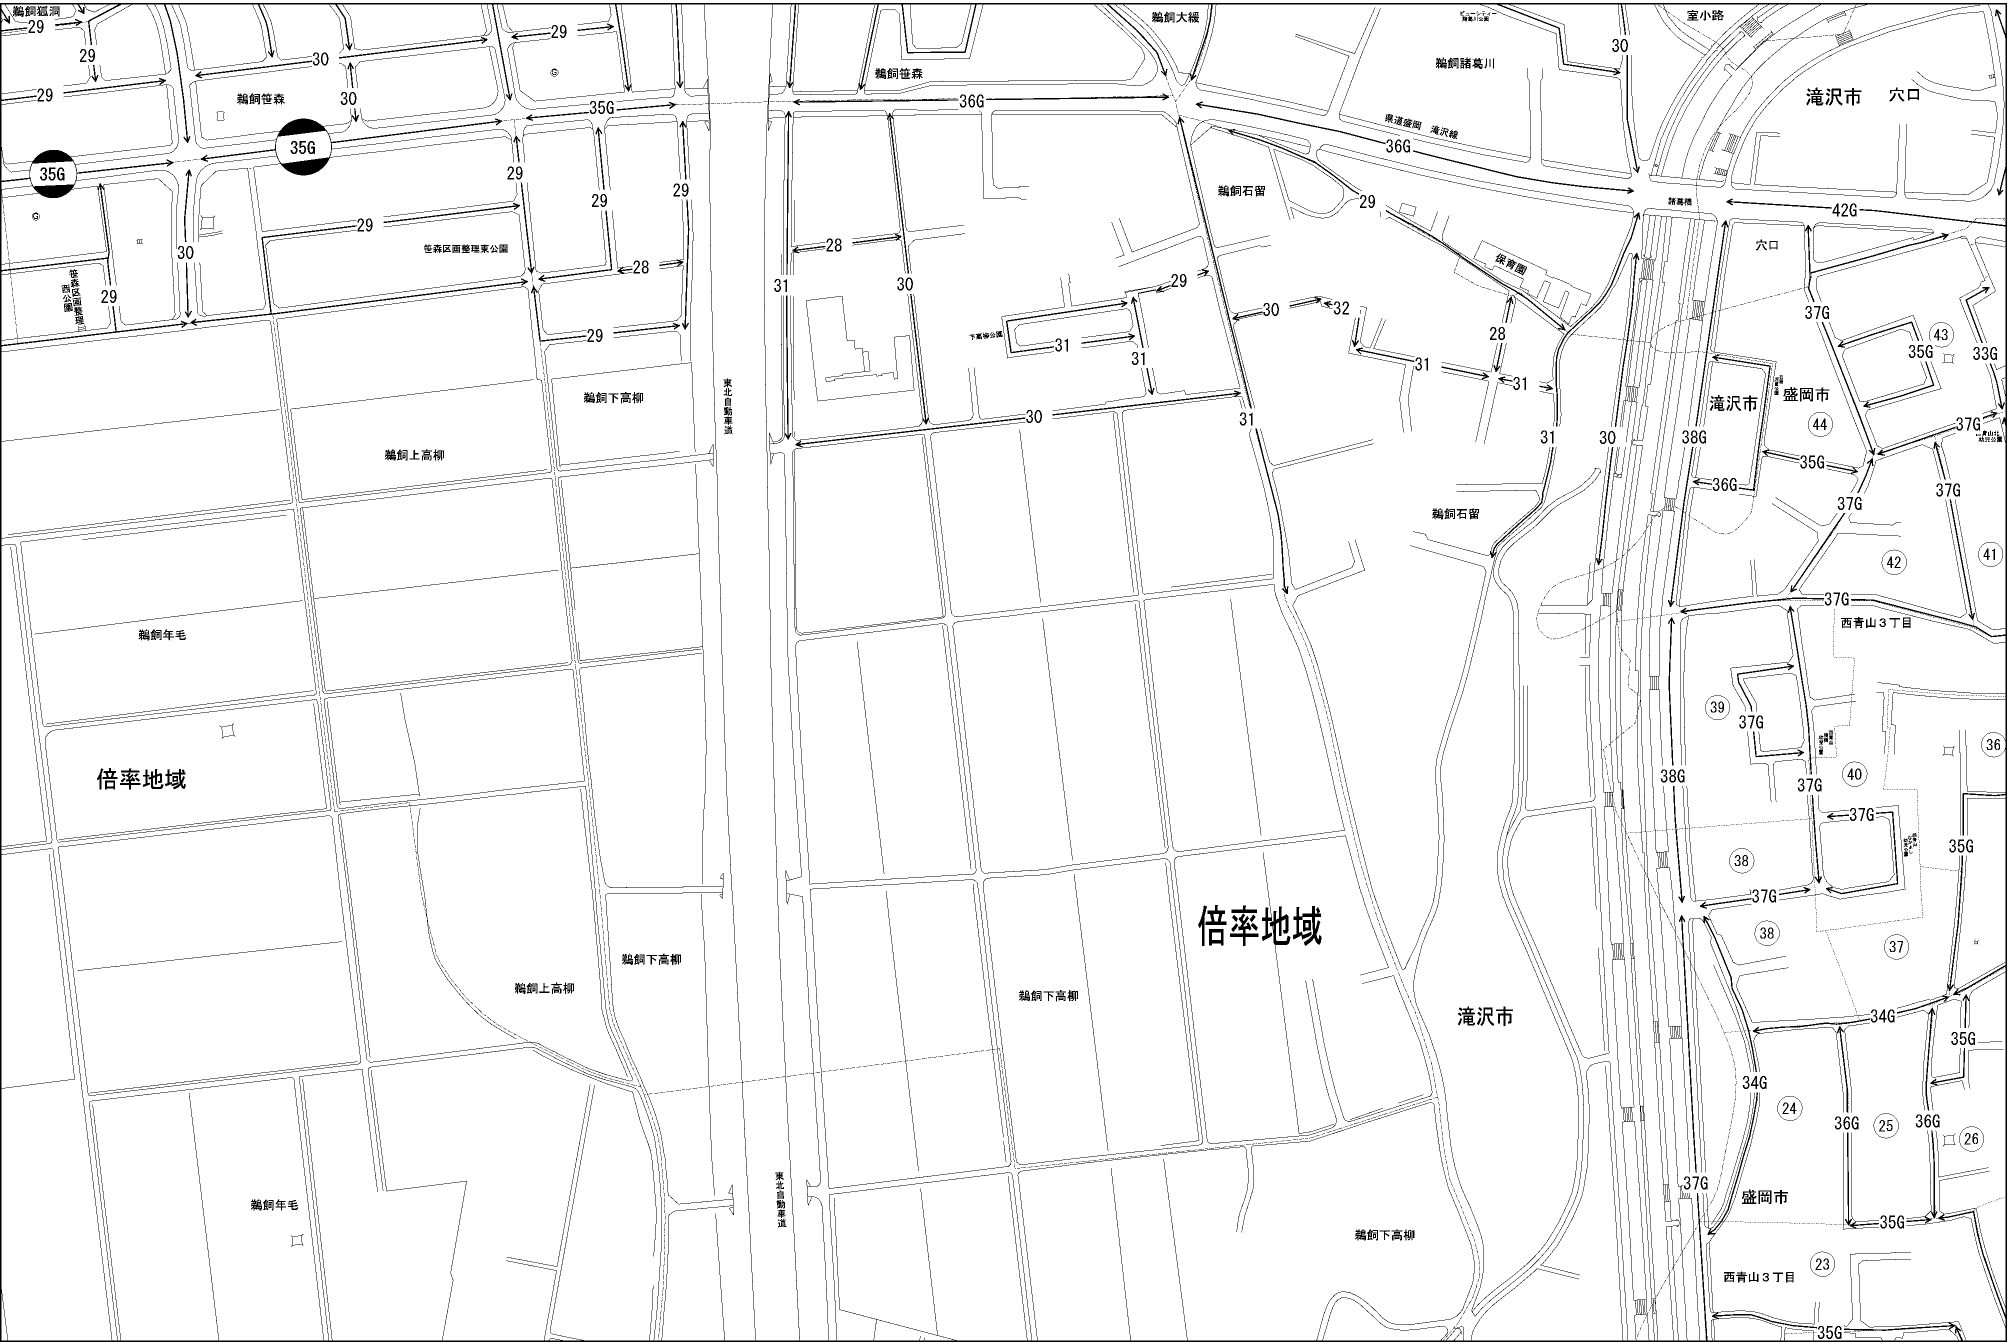 鵜飼狐洞
29
29
29
30
29
鵜飼笹森
30
35G
35G
35G
鵜飼笹森
36G
鵜飼大緩
鵜飼諸葛川
30
室小路
滝沢市
穴口
県道盛岡 滝沢線
36G
諸葛橋
42G
穴口
29
29
29
30
29
笹森区画整理東公園
28
笹森区画整理
西公園
29
29
28
30
31
鵜飼石留
29
保育園
29
30
32
28
下高柳公園
31
31
31
31
37G
43
35G
33G
鵜飼下高柳
東北自動車道
30
31
31
30
38G
滝沢市
盛岡市
44
37G
鵜飼上高柳
35G
36G
37G
37G
鵜飼石留
42
41
37G
西青山3丁目
鵜飼年毛
39
37G
36
倍率地域
38G
40
37G
37G
38
35G
37G
倍率地域
38
37
鵜飼下高柳
鵜飼上高柳
鵜飼下高柳
滝沢市
34G
35G
34G
24
36G
25
36G
26
37G
盛岡市
東北自動車道
鵜飼年毛
35G
鵜飼下高柳
23
西青山3丁目
35G